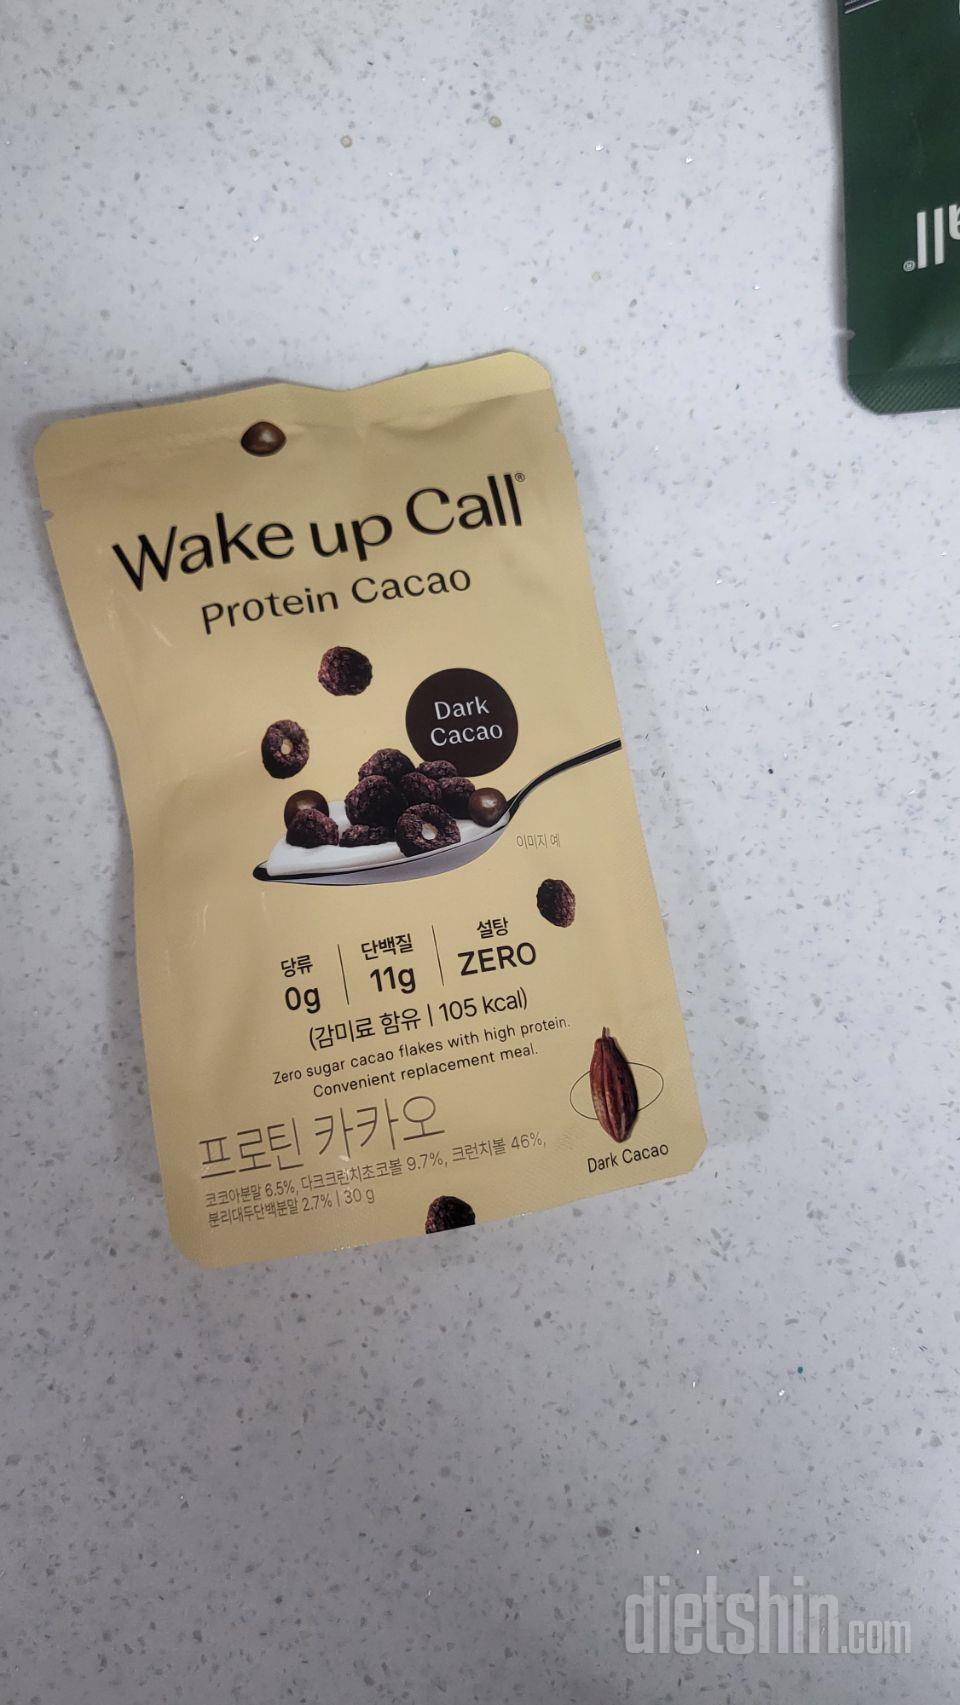 all®
Wake up Call®
Protein Cacao
Dark
Cacao
이미지 예
당류
0g
단백질
11g
설탕
ZERO
(감미료 함유 | 105 kcal)
Zero sugar cacao flakes with high protein.
Convenient replacement meal.
프로틴 카카오
코코아분말 6.5%, 다크크런치초코볼 9.7%, 크런치볼 46%,
분리대두단백분말 2.7% | 30 g
Dark Cacao
dietshin.com